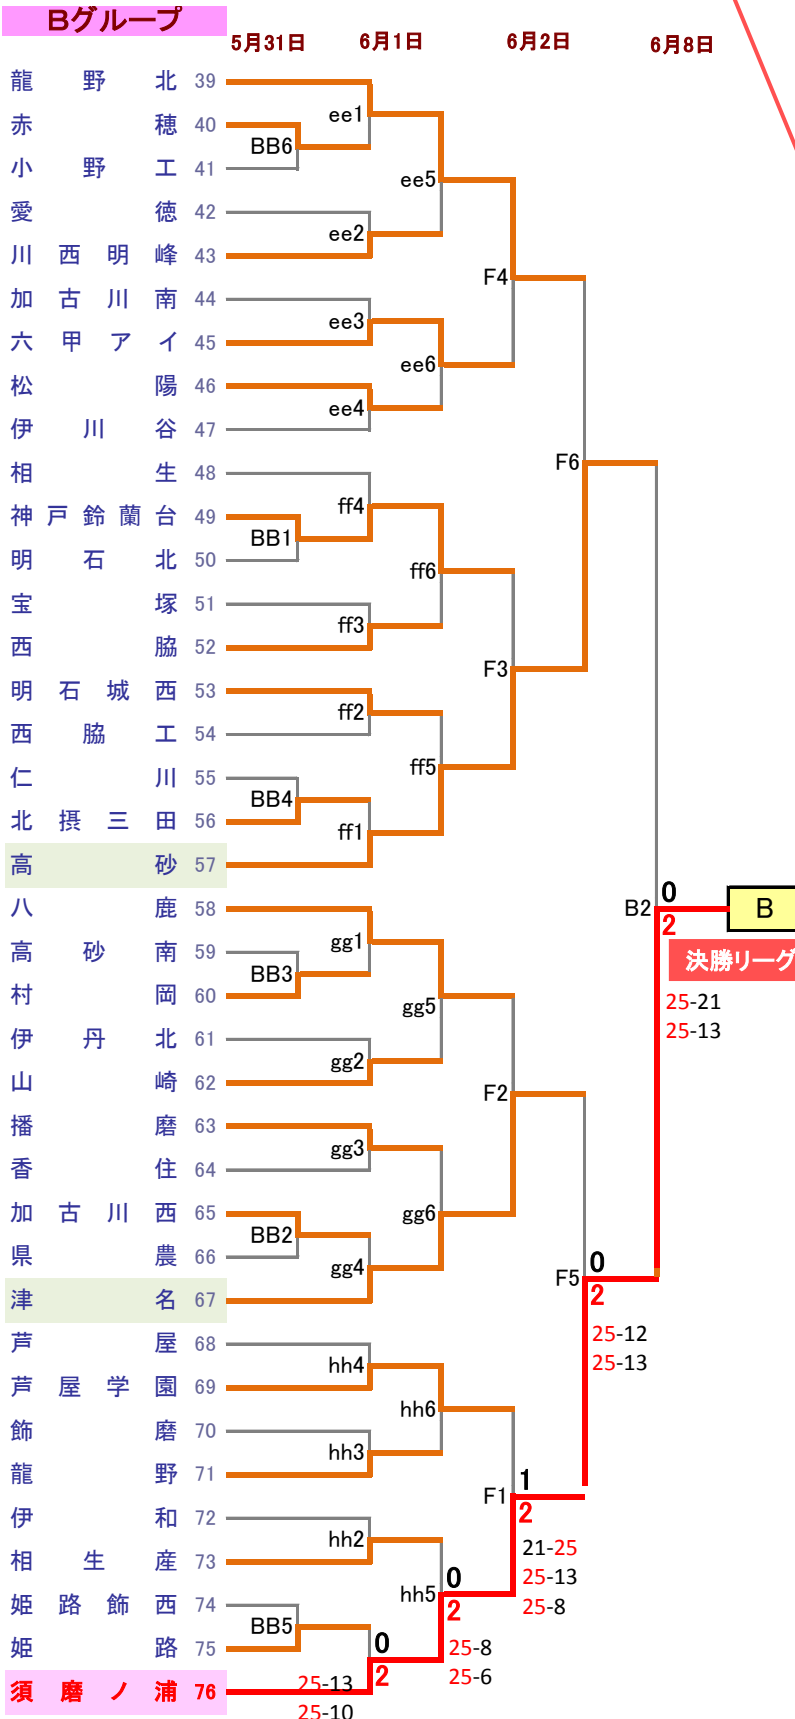 Bグループ
5月31日 6月1日 6月2日 6月8日
龍野北 39
ee1
赤穂 40
BB6
小野工 41
ee5
愛徳 42
ee2
川西明峰 43
F4
加古川南 44
ee3
六甲アイ 45
ee6
松陽 46
ee4
伊川谷 47
F6
相生 48
ff4
神戸鈴蘭台 49
BB1
明石北 50
ff6
宝塚 51
ff3
西脇 52
F3
明石城西 53
ff2
西脇工 54
ff5
仁川 55
BB4
北摂三田 56
ff1
高砂 57
0
八鹿 58
B2 B
2
gg1
高砂南 59
決勝リーグ
BB3
村岡 60
25-21
gg5
伊丹北 61
25-13
gg2
山崎 62
F2
播磨 63
gg3
香住 64
加古川西 65
gg6
BB2
県農 66
0
gg4
F5
津名 67
2
25-12
芦屋 68
25-13
hh4
芦屋学園 69
hh6
飾磨 70
hh3
龍野 71
1
F1
2
伊和 72
hh2
21-25
相生産 73
25-13
0
hh5
姫路飾西 74
25-8
2
BB5
姫路 75
0
25-8
2
25-6
25-13
須磨ノ浦 76
25-10